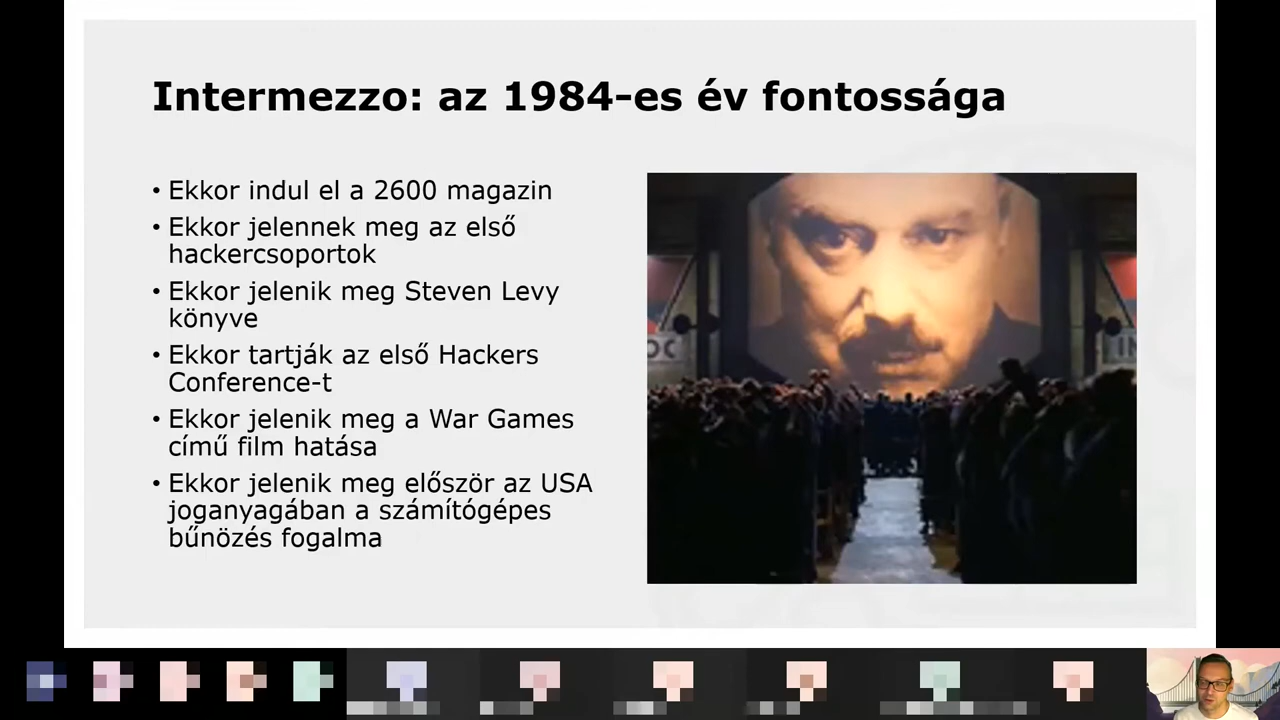 Intermezzo: az 1984-es év fontossága
• Ekkor indul el a 2600 magazin
• Ekkor jelennek meg az első
hackercsoportok
• Ekkor jelenik meg Steven Levy
könyve
• Ekkor tartják az első Hackers
Conference-t
• Ekkor jelenik meg a War Games
című film hatása
• Ekkor jelenik meg először az USA
joganyagában a számítógépes
bűnözés fogalma